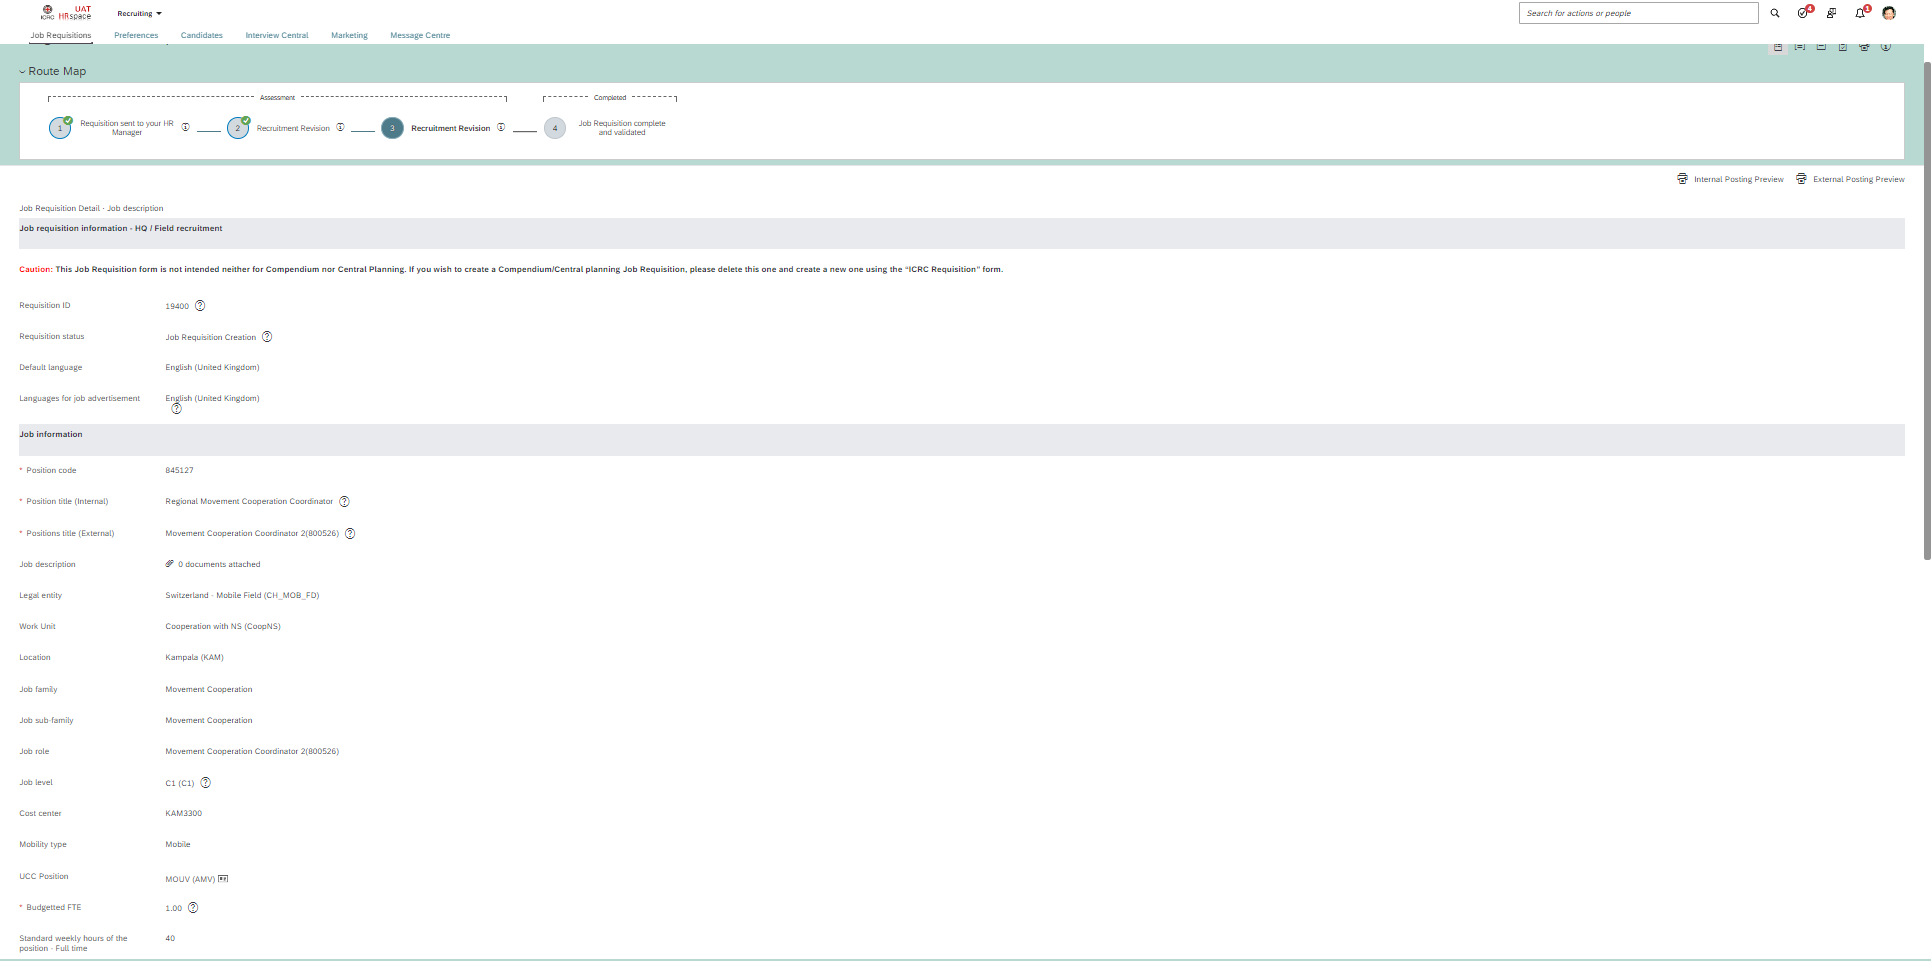 UAT
ICRC HRspace
Recruiting
Search for actions or people
4
1
Job Requisitions
Preferences
Candidates
Interview Central
Marketing
Message Centre
Route Map
Assessment
Completed
1
Requisition sent to your HR
Manager
2
Recruitment Revision
3
Recruitment Revision
4
Job Requisition complete
and validated
Internal Posting Preview
External Posting Preview
Job Requisition Detail - Job description
Job requisition information - HQ / Field recruitment
Caution: This Job Requisition form is not intended neither for Compendium nor Central Planning. If you wish to create a Compendium/Central planning Job Requisition, please delete this one and create a new one using the “ICRC Requisition” form.
Requisition ID 19400
Requisition status Job Requisition Creation
Default language English (United Kingdom)
Languages for job advertisement English (United Kingdom)
Job information
* Position code 845127
* Position title (Internal) Regional Movement Cooperation Coordinator
* Positions title (External) Movement Cooperation Coordinator 2(800526)
Job description 0 documents attached
Legal entity Switzerland - Mobile Field (CH_MOB_FD)
Work Unit Cooperation with NS (CoopNS)
Location Kampala (KAM)
Job family Movement Cooperation
Job sub-family Movement Cooperation
Job role Movement Cooperation Coordinator 2(800526)
Job level C1 (C1)
Cost center KAM3300
Mobility type Mobile
UCC Position MOUV (AMV)
* Budgetted FTE 1.00
Standard weekly hours of the 40
position - Full time